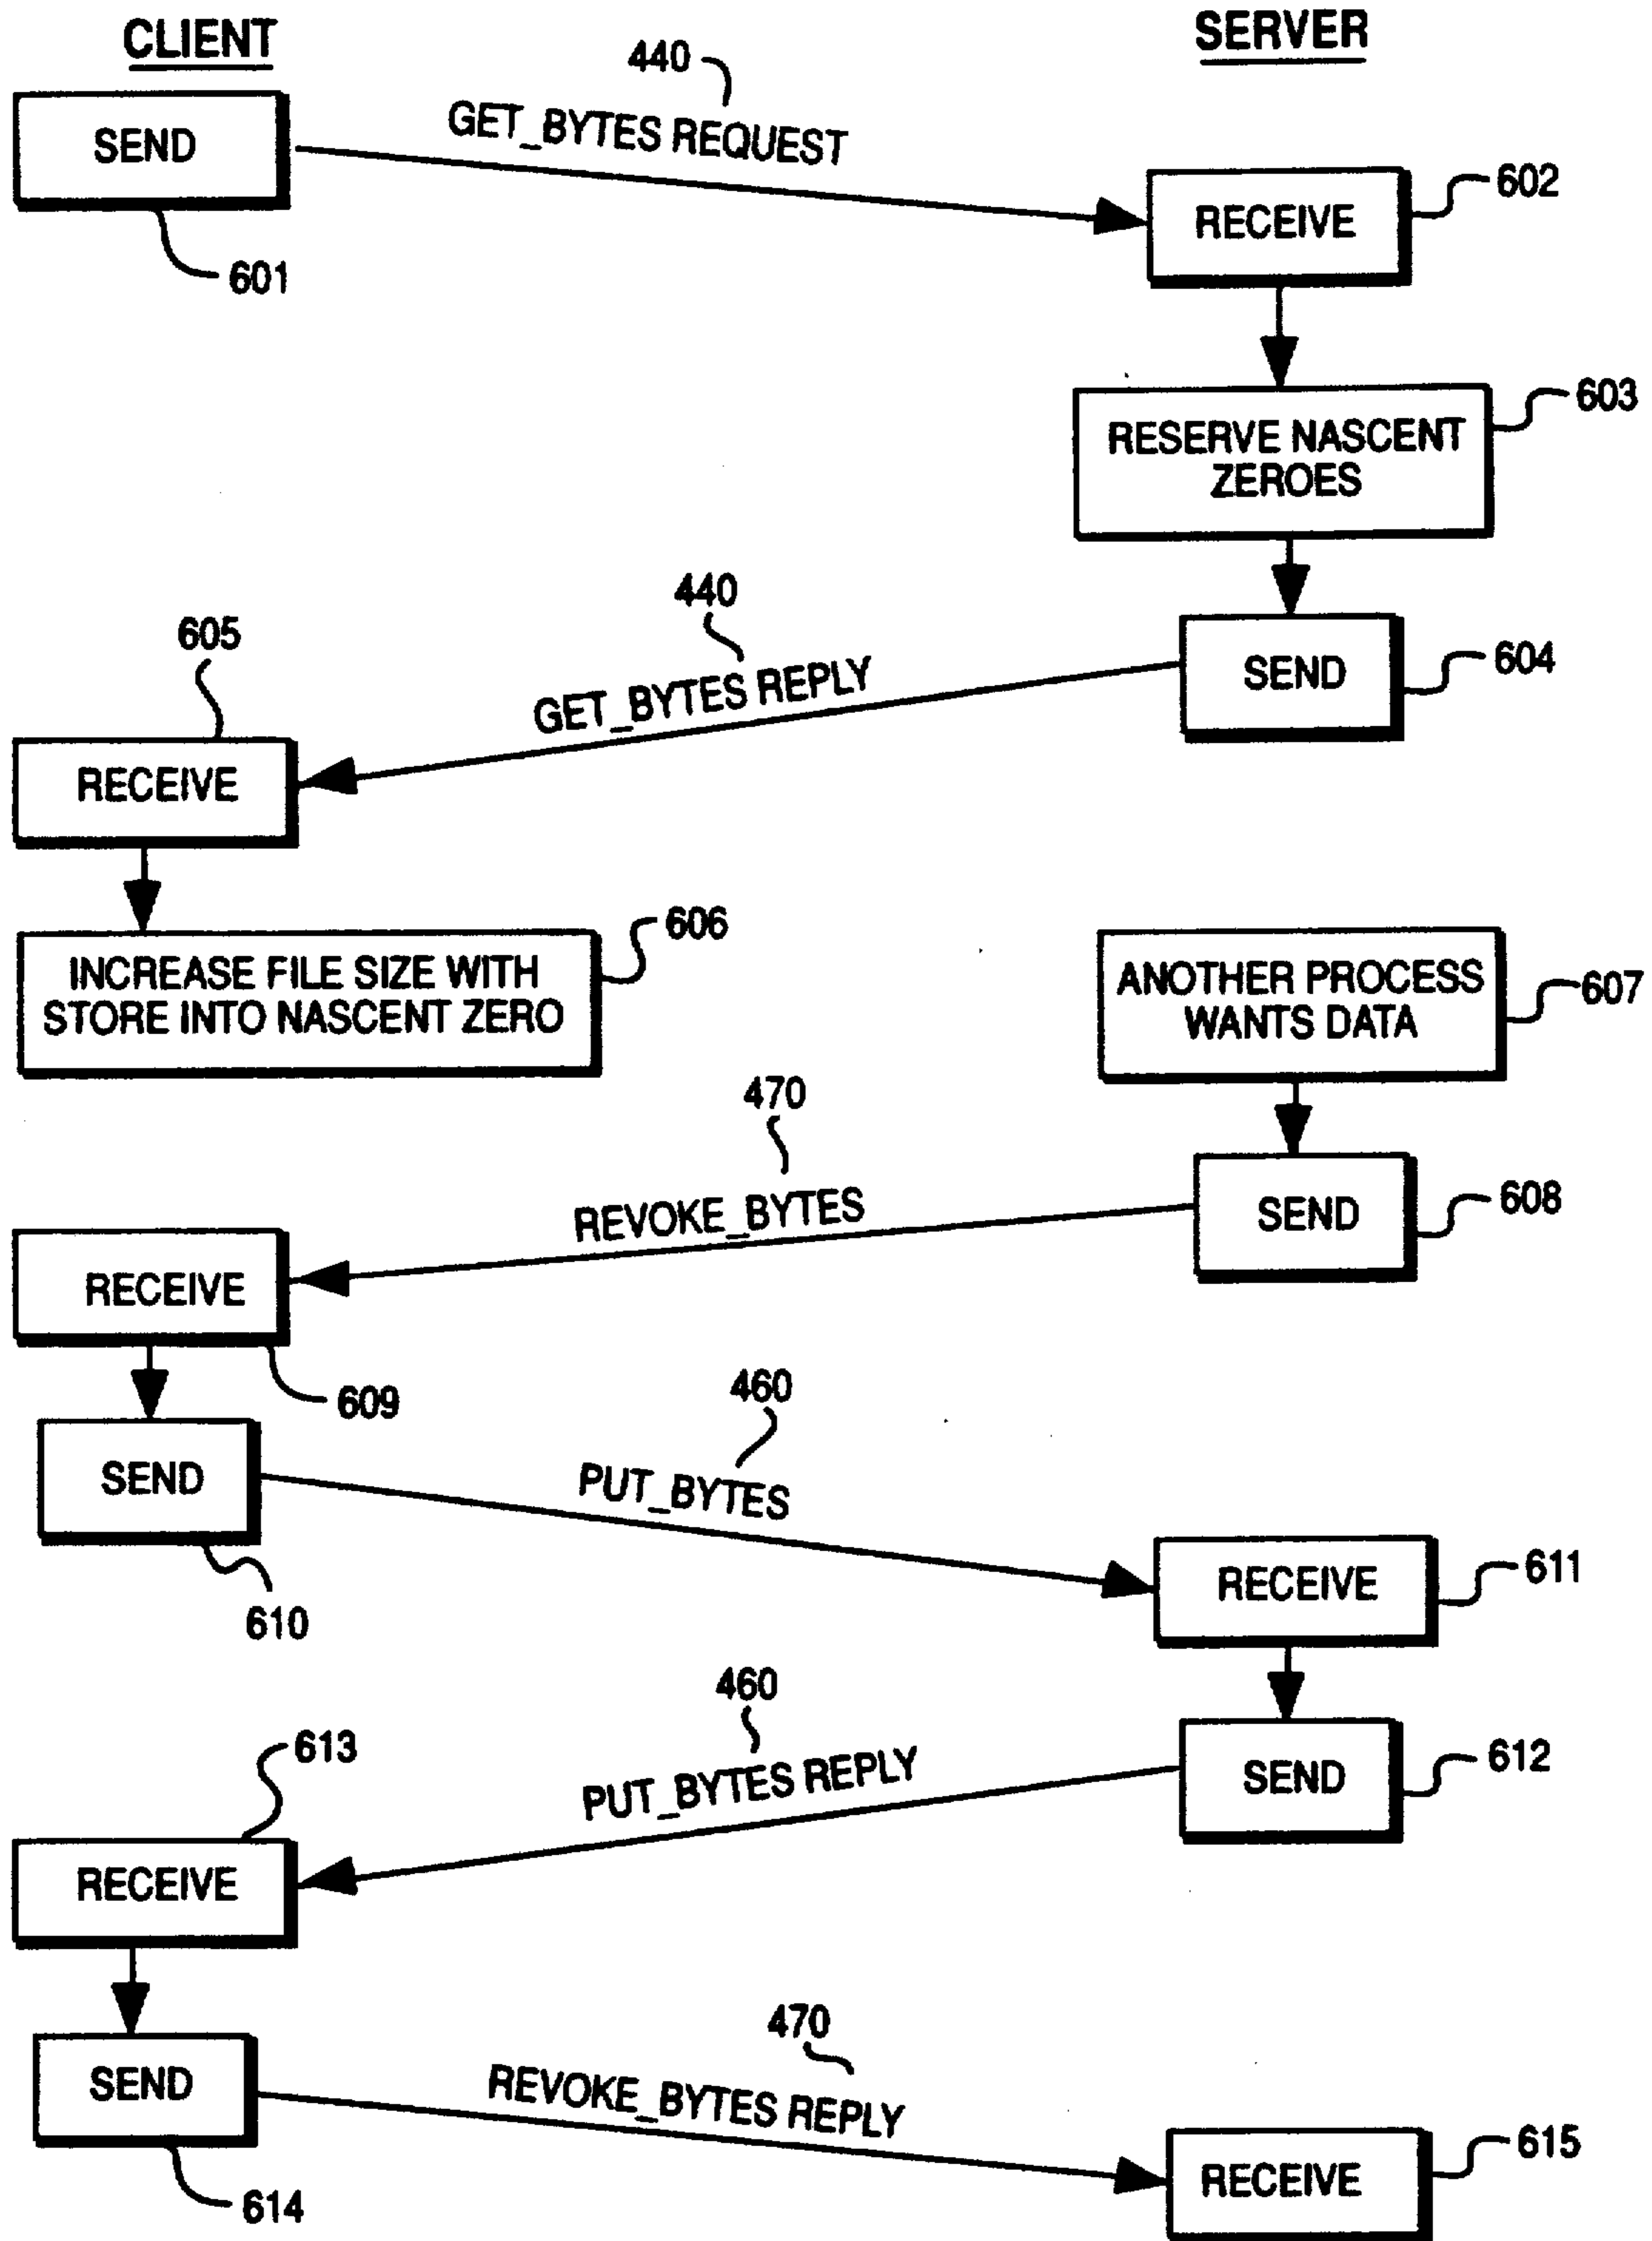 CLIENT
SERVER
440
GET_BYTES REQUEST
SEND
601
RECEIVE
602
RESERVE NASCENT
ZEROES
603
SEND
604
440
GET_BYTES REPLY
605
RECEIVE
INCREASE FILE SIZE WITH
STORE INTO NASCENT ZERO
606
ANOTHER PROCESS
WANTS DATA
607
SEND
608
470
REVOKE_BYTES
RECEIVE
609
SEND
610
460
PUT_BYTES
RECEIVE
611
SEND
612
460
PUT_BYTES REPLY
613
RECEIVE
SEND
614
470
REVOKE_BYTES REPLY
RECEIVE
615